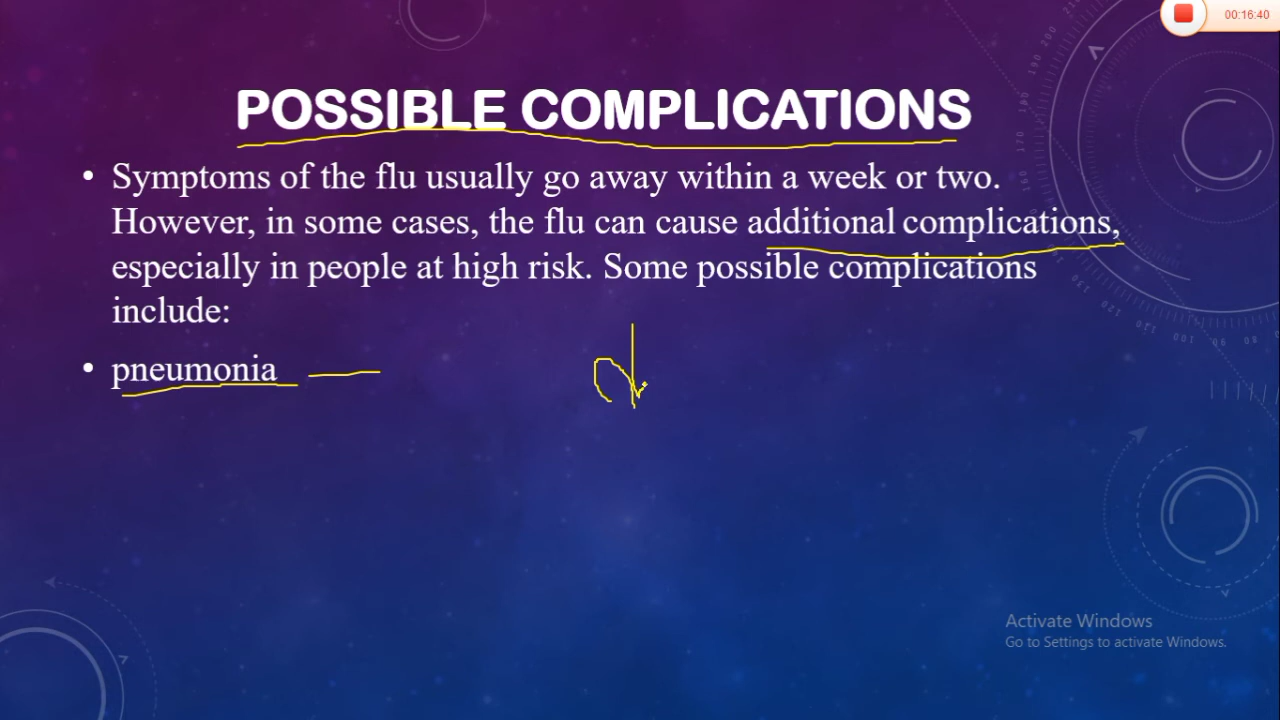 00:16:40
POSSIBLE COMPLICATIONS
• Symptoms of the flu usually go away within a week or two.
However, in some cases, the flu can cause additional complications,
especially in people at high risk. Some possible complications
include:
• pneumonia
Activate Windows
Go to Settings to activate Windows.